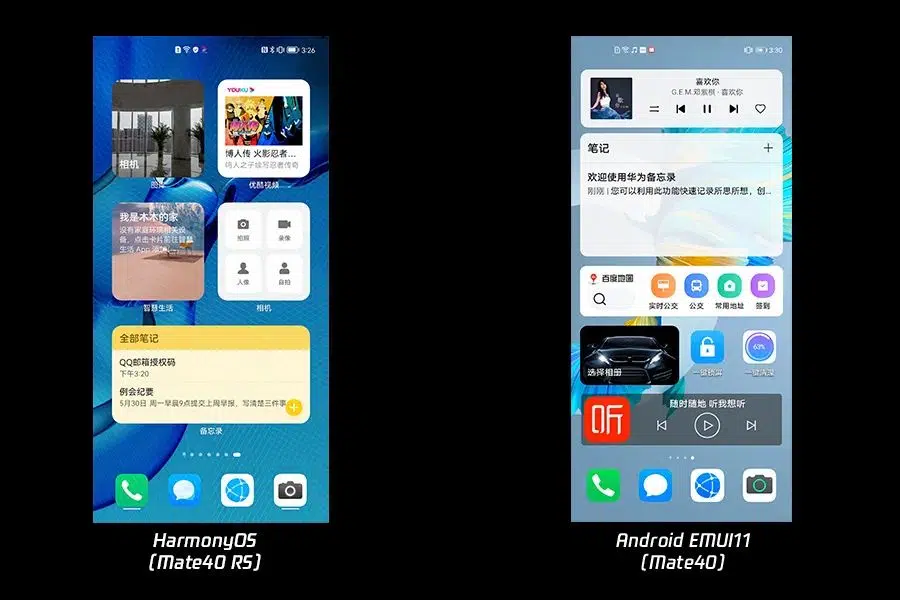 3:26
相机
图库
YOUKU
博人传 火影忍者...
鸣人之子续写忍者传奇
优酷视频
我是木木的家
没有家庭环境相关设
备，点击卡片前往智慧
生活 App 添加
智慧生活
拍照
录像
人像
自拍
相机
全部笔记
QQ邮箱授权码
下午3:20
例会纪要
5月30日 周一早晨9点提交上周早报，写清楚三件事
备忘录
HarmonyOS
(Mate40 RS)
3:30
喜欢你
G.E.M.邓紫棋 · 喜欢你
笔记
欢迎使用华为备忘录
刚刚 | 您可以利用此功能快速记录所思所想，创...
百度地圖
实时公交
公交
常用地址
签到
选择相册
一键锁屏
63%
一键清理
听
随时随地 听我想听
Android EMUI11
(Mate40)